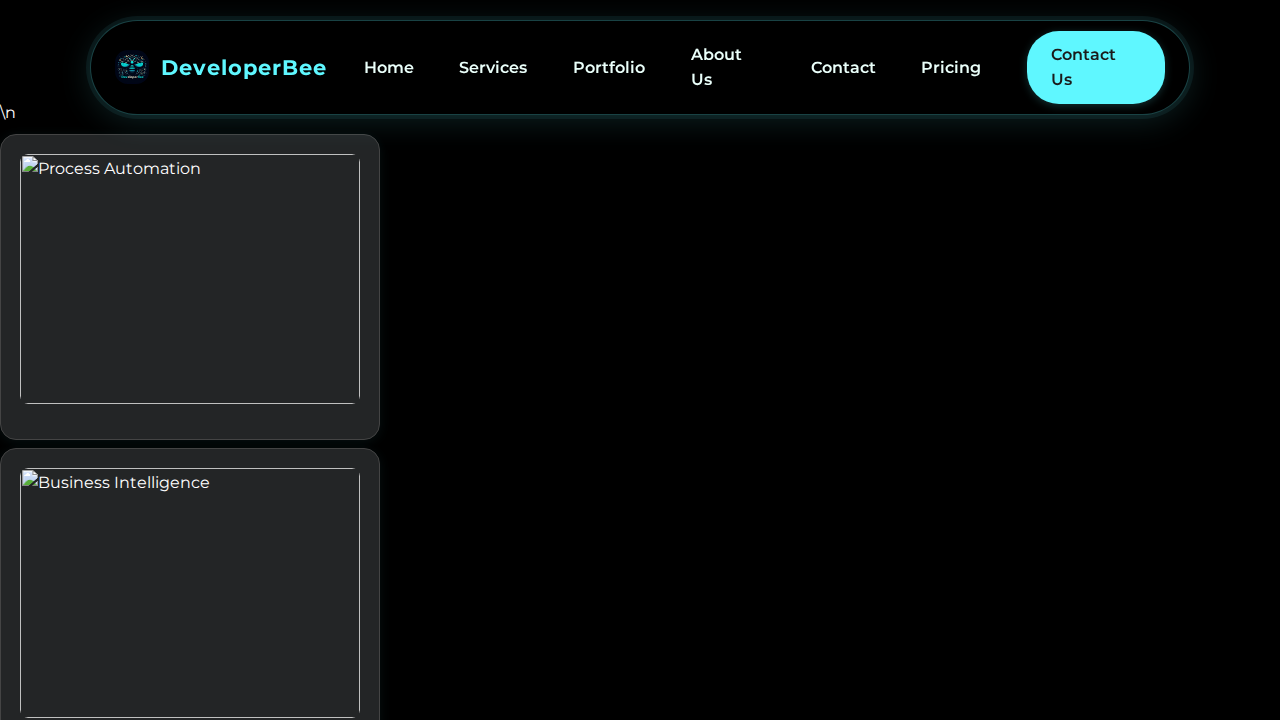 DeveloperBee
Home
Services
Portfolio
About
Us
Contact
Pricing
Contact
Us
\n
Process Automation
Business Intelligence